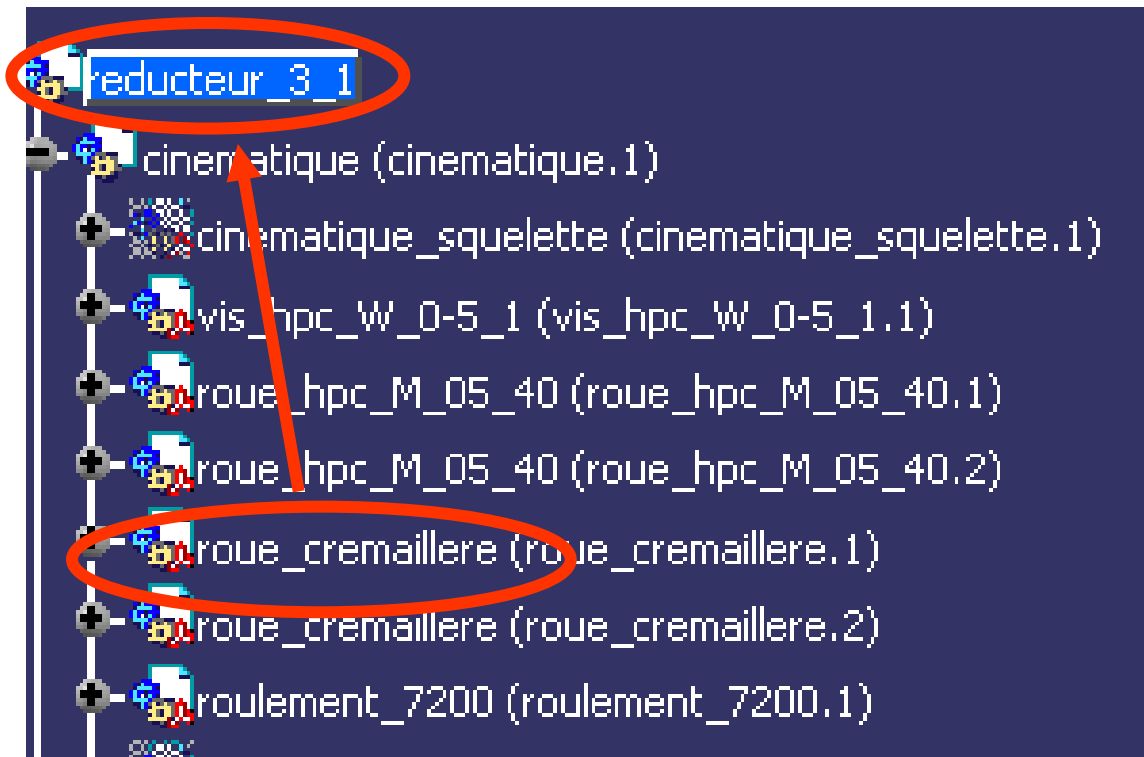 reducteur_3_1
cinematique (cinematique.1)
cinematique_squelette (cinematique_squelette.1)
vis_hpc_W_0-5_1 (vis_hpc_W_0-5_1.1)
roue_hpc_M_05_40 (roue_hpc_M_05_40.1)
roue_hpc_M_05_40 (roue_hpc_M_05_40.2)
roue_cremaillere (roue_cremaillere.1)
roue_cremaillere (roue_cremaillere.2)
roulement_7200 (roulement_7200.1)